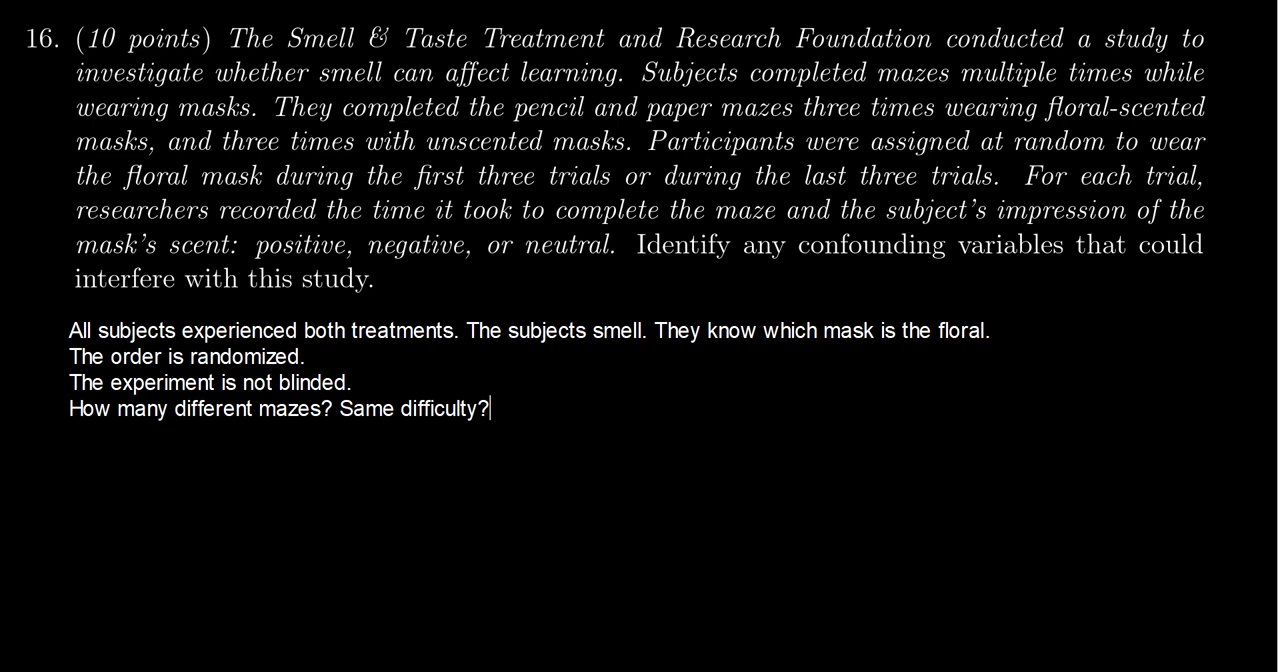 16. (10 points) The Smell & Taste Treatment and Research Foundation conducted a study to
investigate whether smell can affect learning. Subjects completed mazes multiple times while
wearing masks. They completed the pencil and paper mazes three times wearing floral-scented
masks, and three times with unscented masks. Participants were assigned at random to wear
the floral mask during the first three trials or during the last three trials. For each trial,
researchers recorded the time it took to complete the maze and the subject's impression of the
mask's scent: positive, negative, or neutral. Identify any confounding variables that could
interfere with this study.
All subjects experienced both treatments. The subjects smell. They know which mask is the floral.
The order is randomized.
The experiment is not blinded.
How many different mazes? Same difficulty?